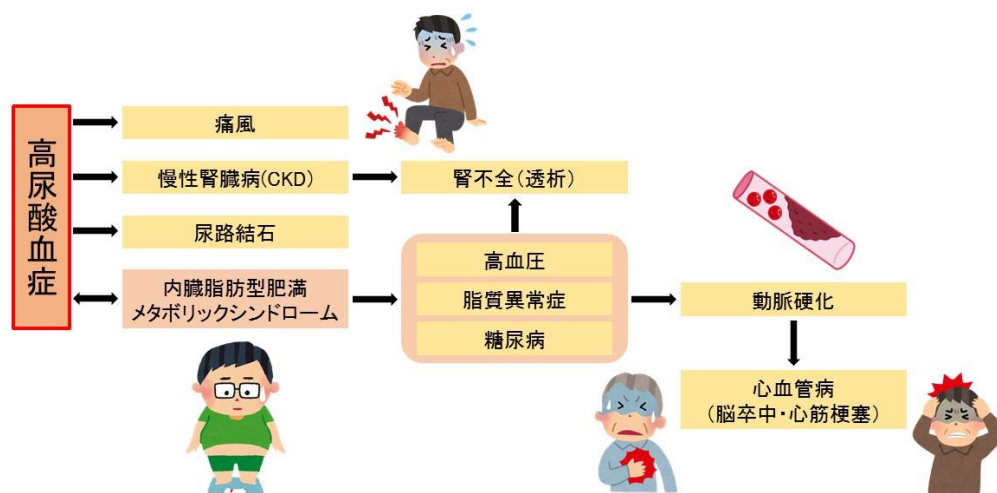 高尿酸血症
痛風
慢性腎臓病(CKD)
腎不全(透析)
尿路結石
内臓脂肪型肥満
メタボリックシンドローム
高血圧
脂質異常症
糖尿病
動脈硬化
心血管病
(脳卒中・心筋梗塞)